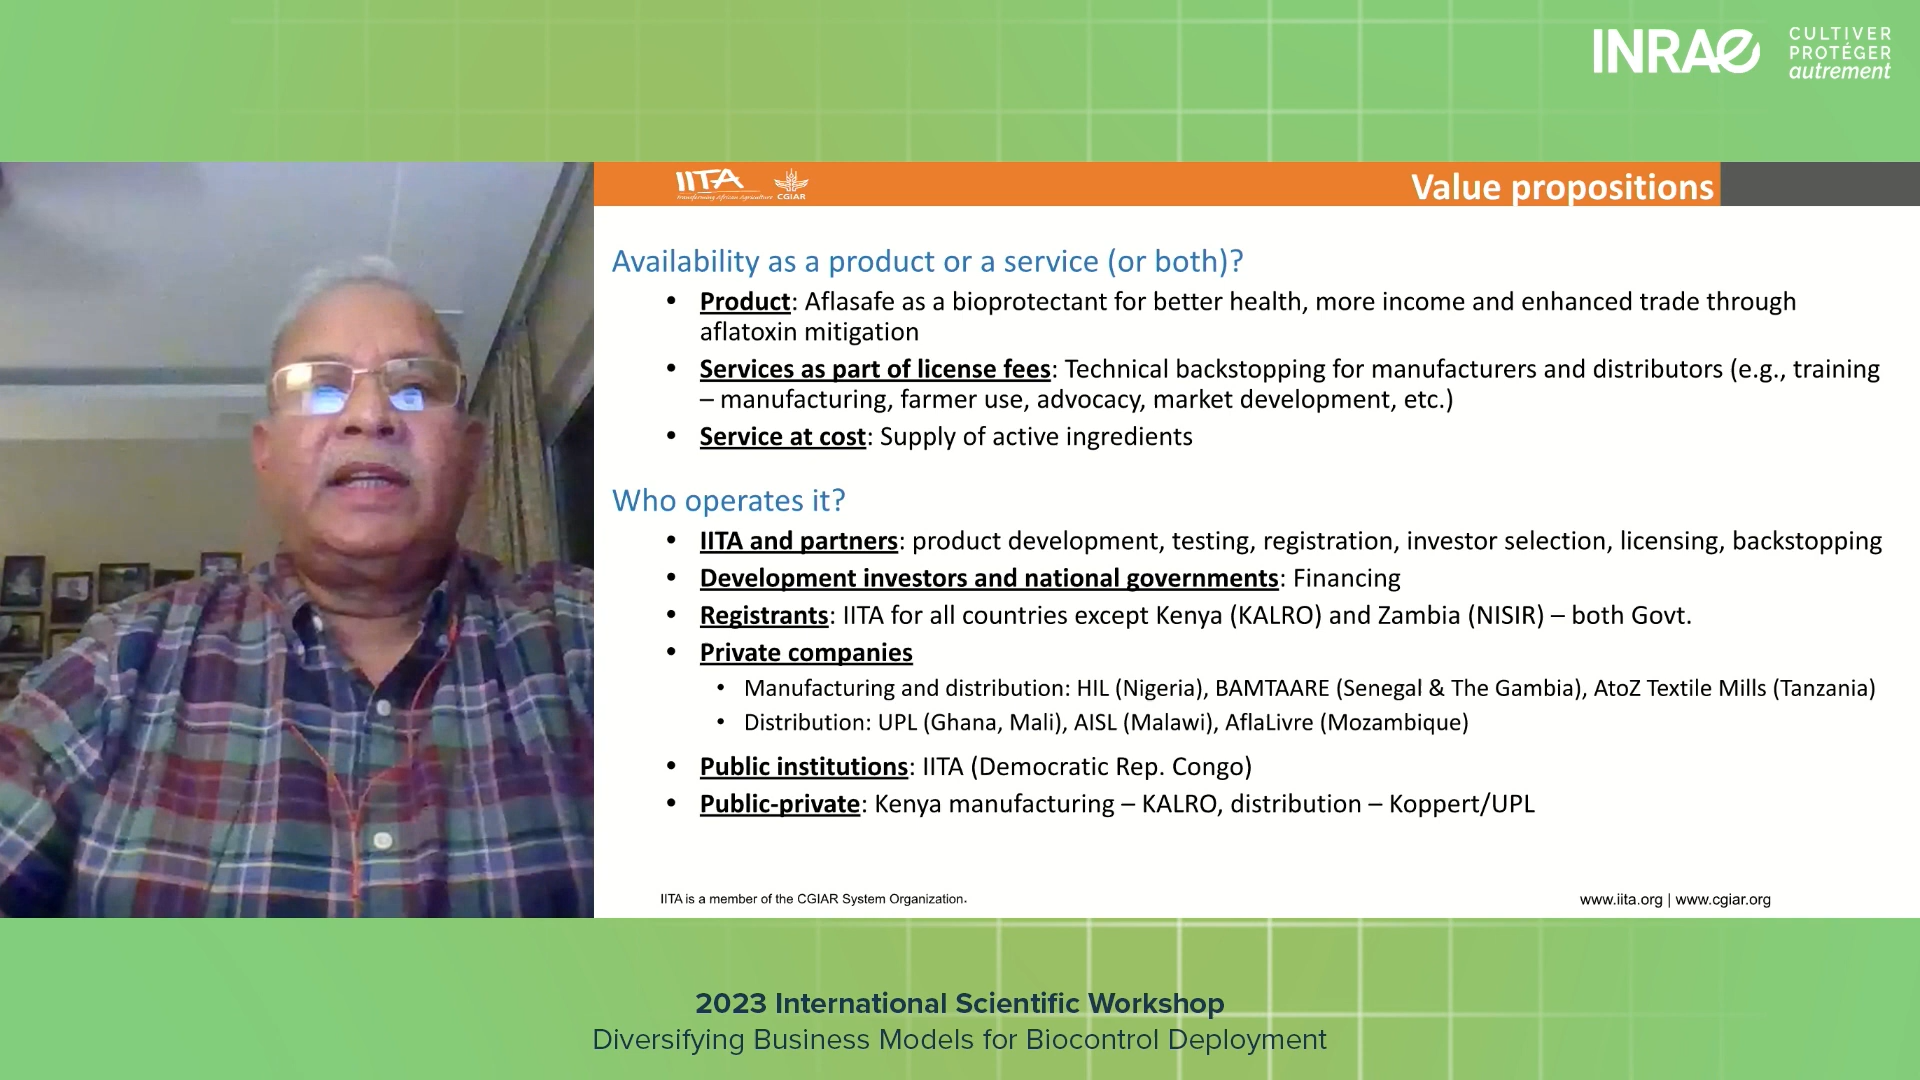 INRAE
CULTIVER
PROTÉGER
autrement
IITA
Transforming African Agriculture
CGIAR
Value propositions
Availability as a product or a service (or both)?
• Product: Aflasafe as a bioprotectant for better health, more income and enhanced trade through
aflatoxin mitigation
• Services as part of license fees: Technical backstopping for manufacturers and distributors (e.g., training
– manufacturing, farmer use, advocacy, market development, etc.)
• Service at cost: Supply of active ingredients
Who operates it?
• IITA and partners: product development, testing, registration, investor selection, licensing, backstopping
• Development investors and national governments: Financing
• Registrants: IITA for all countries except Kenya (KALRO) and Zambia (NISIR) – both Govt.
• Private companies
• Manufacturing and distribution: HIL (Nigeria), BAMTAARE (Senegal & The Gambia), AtoZ Textile Mills (Tanzania)
• Distribution: UPL (Ghana, Mali), AISL (Malawi), AflaLivre (Mozambique)
• Public institutions: IITA (Democratic Rep. Congo)
• Public-private: Kenya manufacturing – KALRO, distribution – Koppert/UPL
IITA is a member of the CGIAR System Organization.
www.iita.org | www.cgiar.org
2023 International Scientific Workshop
Diversifying Business Models for Biocontrol Deployment